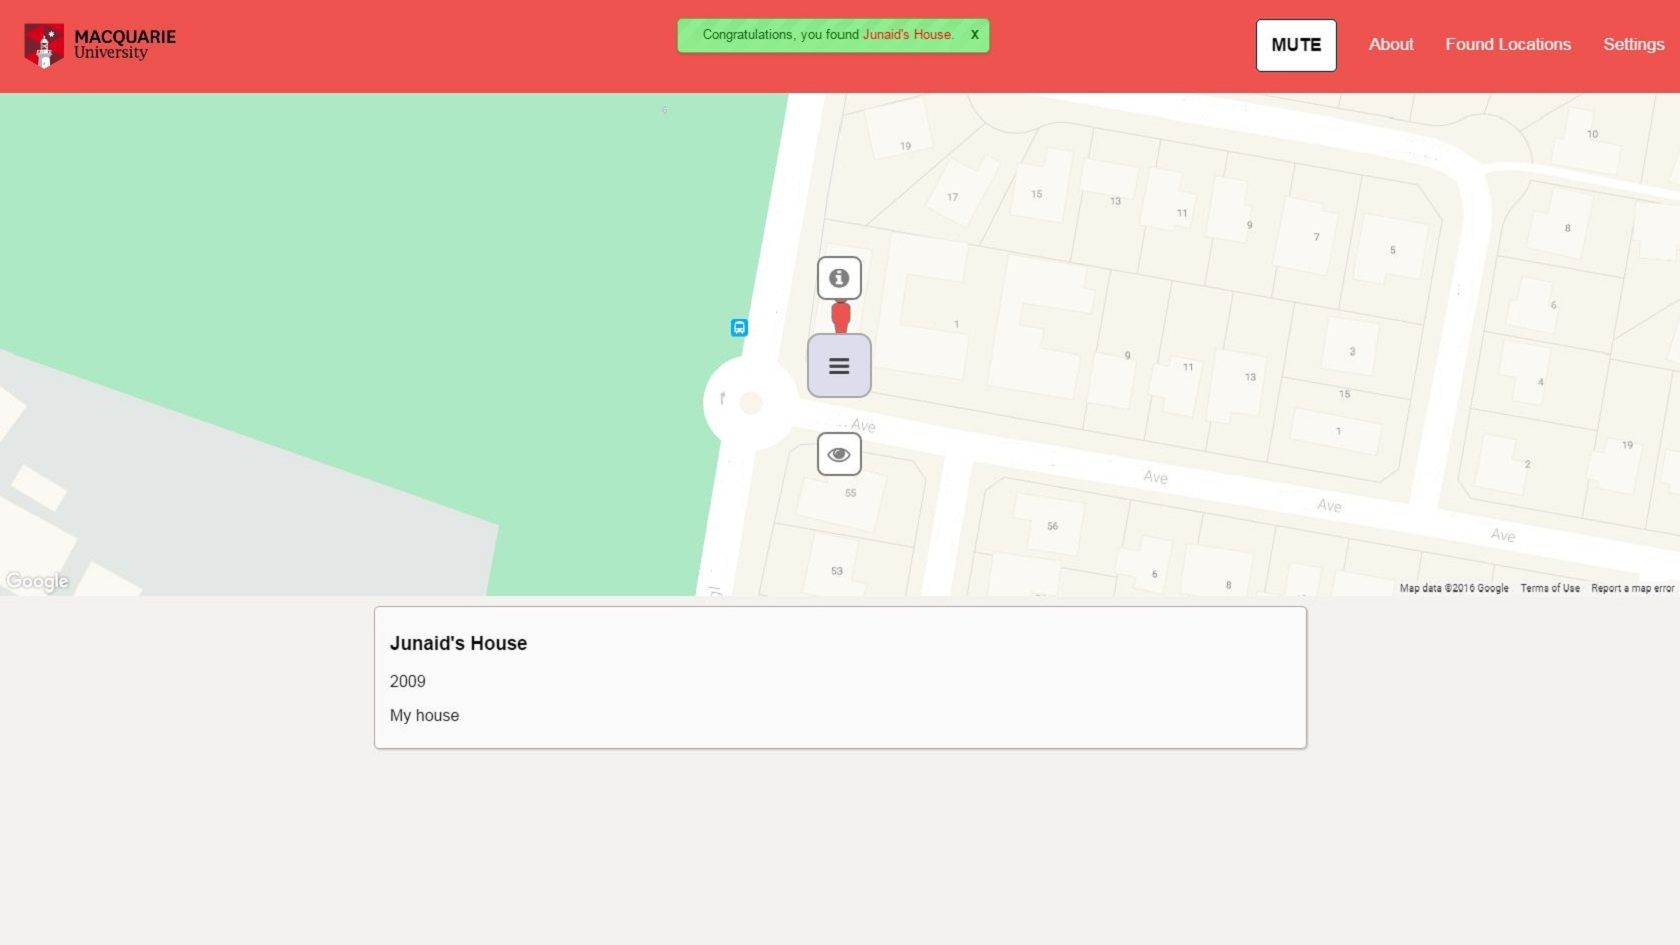 MACQUARIE
University
Congratulations, you found Junaid's House. X
MUTE
About
Found Locations
Settings
6
19
17
15
13
11
9
7
5
10
8
6
4
2
19
1
9
11
13
3
15
1
Ave
Ave
Ave
Ave
55
53
56
6
8
Google
Map data ©2016 Google
Terms of Use
Report a map error
Junaid's House
2009
My house